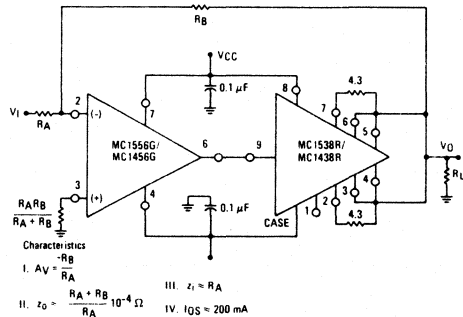 RB
VCC
0.1 µF
4.3
VI
RA
2
(-)
7
8
7
6
5
MC1556G/
MC1456G
6
9
MC1538R/
MC1438R
VO
RL
3
(+)
4
0.1 µF
CASE
1
2
3
4
4.3
RARB
RA + RB
Characteristics
I. AV = -RB
RA
II. zo = RA + RB
RA
10-4 Ω
III. zi = RA
IV. IOS = 200 mA